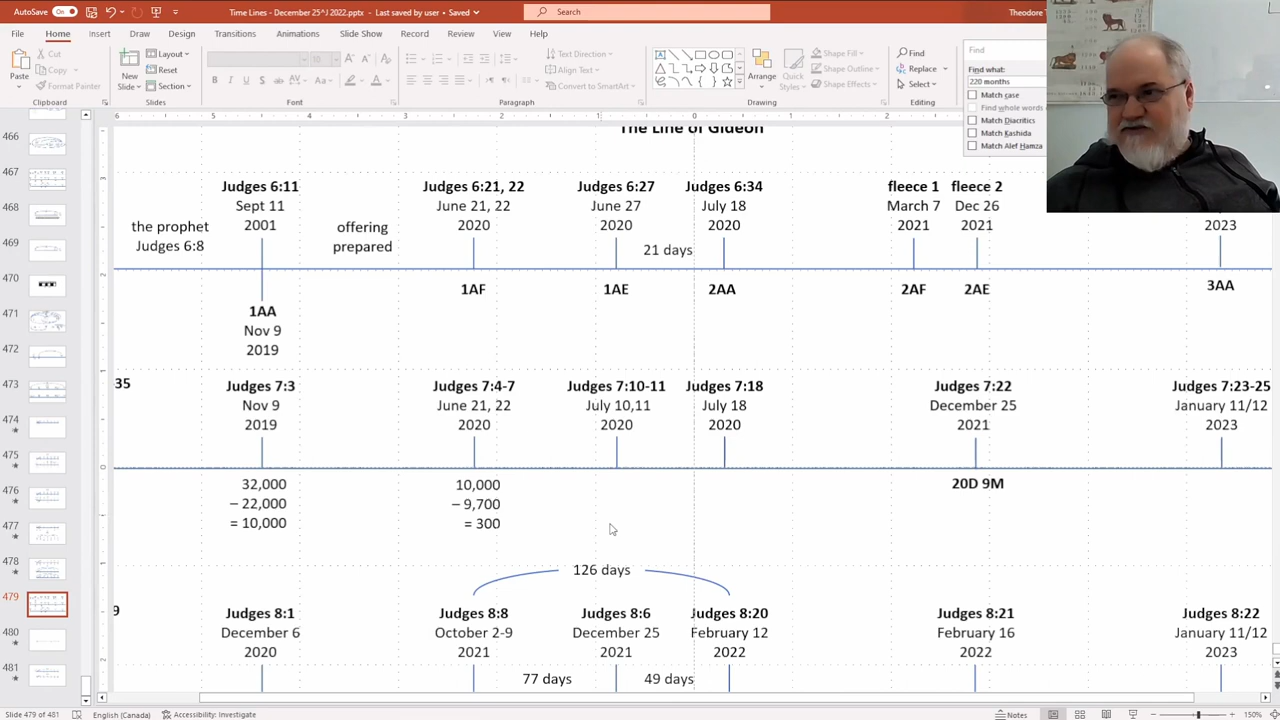 AutoSave On Time Lines - December 25^J 2022.pptx • Last saved by user • Saved Search Theodore T
File Home Insert Draw Design Transitions Animations Slide Show Record Review View Help
Paste
Cut
Copy
Format Painter
Clipboard
New Slide
Layout
Reset
Section
Slides
Font
Text Direction
Align Text
Convert to SmartArt
Paragraph
Arrange
Quick Styles
Shape Fill
Shape Outline
Shape Effects
Drawing
Find
Replace
Select
Editing
Find
Find what:
220 months
Match case
Find whole words o
Match Diacritics
Match Kashida
Match Alef Hamza
466
467
468
469
470
471
472
473
474
475
476
477
478
479
480
481
The Line of Gideon
the prophet
Judges 6:8
Judges 6:11
Sept 11
2001
offering
prepared
Judges 6:21, 22
June 21, 22
2020
Judges 6:27
June 27
2020
21 days
Judges 6:34
July 18
2020
fleece 1
March 7
2021
fleece 2
Dec 26
2021
2023
1AA
Nov 9
2019
1AF
1AE
2AA
2AF
2AE
3AA
35
Judges 7:3
Nov 9
2019
Judges 7:4-7
June 21, 22
2020
Judges 7:10-11
July 10,11
2020
Judges 7:18
July 18
2020
Judges 7:22
December 25
2021
Judges 7:23-25
January 11/12
2023
32,000
– 22,000
= 10,000
10,000
– 9,700
= 300
20D 9M
126 days
9
Judges 8:1
December 6
2020
Judges 8:8
October 2-9
2021
Judges 8:6
December 25
2021
Judges 8:20
February 12
2022
Judges 8:21
February 16
2022
Judges 8:22
January 11/12
2023
77 days
49 days
Slide 479 of 481 English (Canada) Accessibility: Investigate Notes 150%